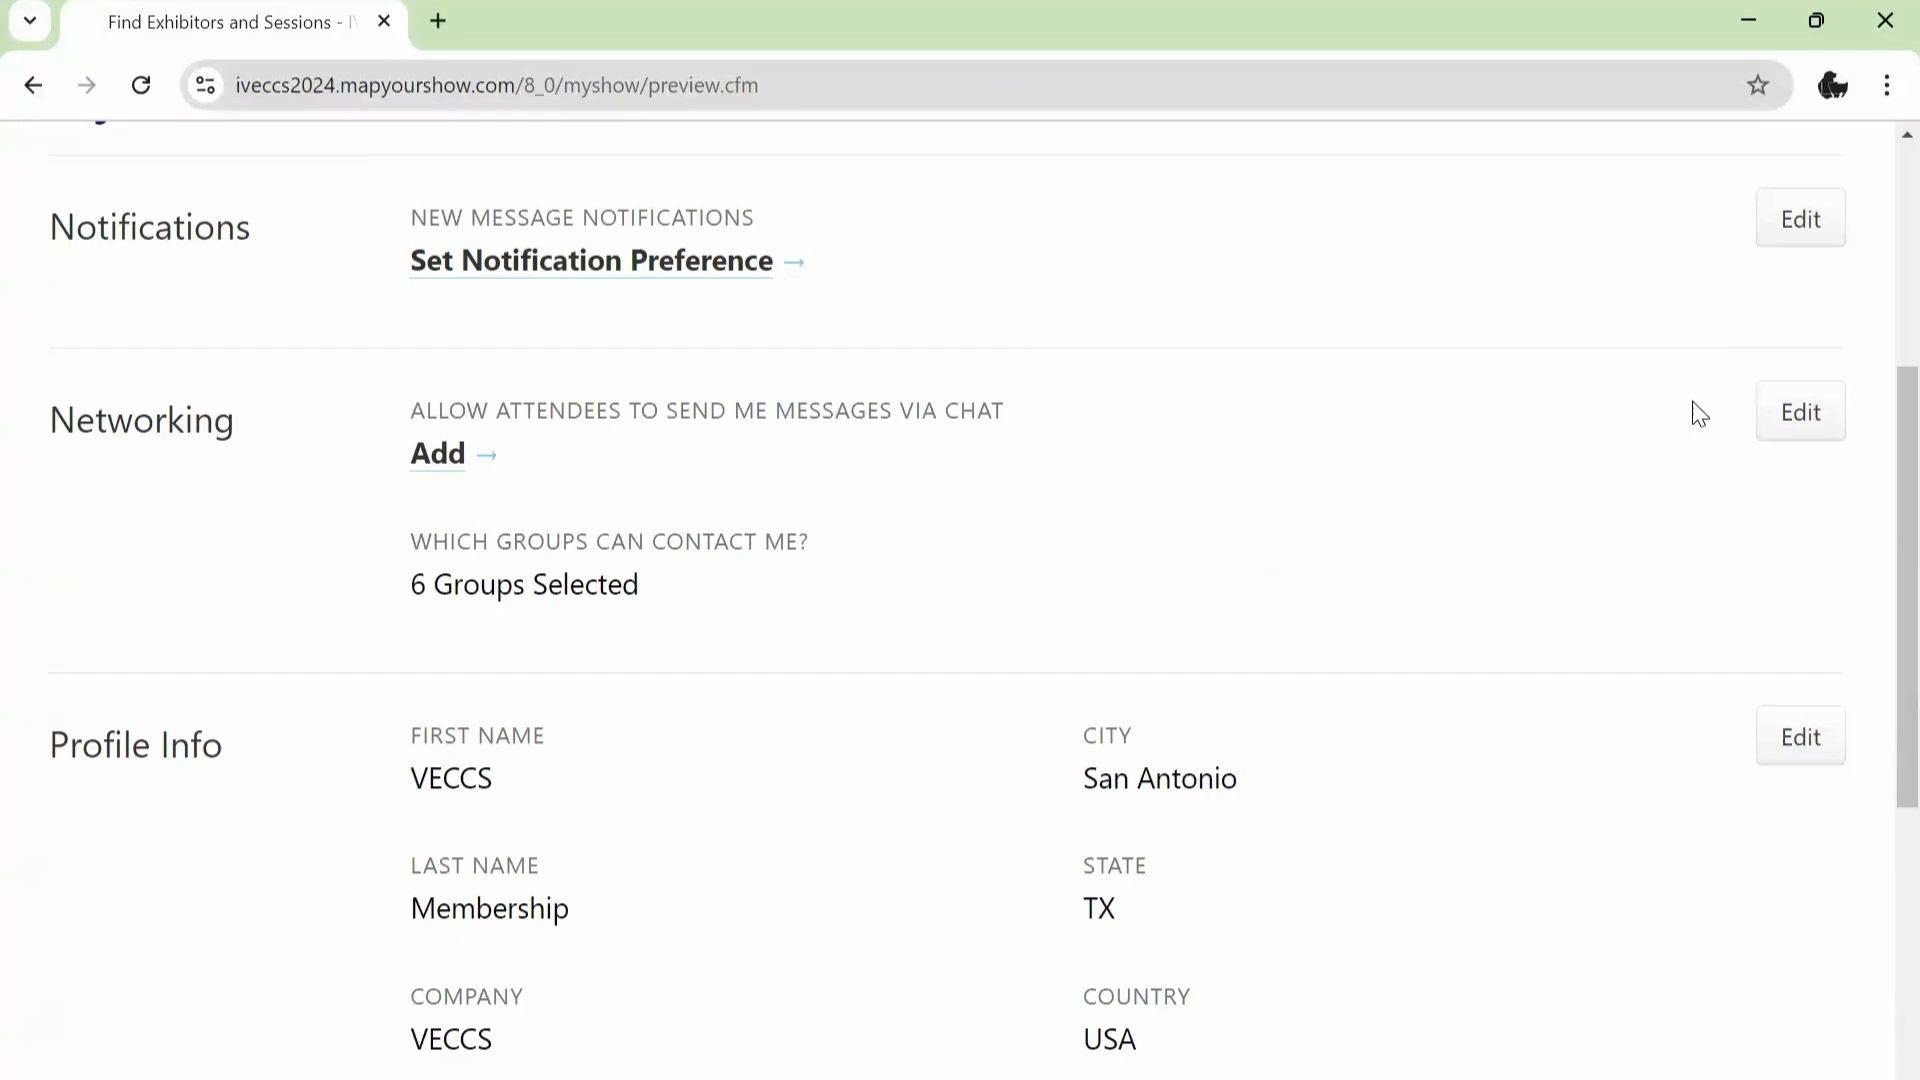 Find Exhibitors and Sessions -
iveccs2024.mapyourshow.com/8_0/myshow/preview.cfm
Notifications
NEW MESSAGE NOTIFICATIONS
Set Notification Preference →
Edit
Networking
ALLOW ATTENDEES TO SEND ME MESSAGES VIA CHAT
Add →
Edit
WHICH GROUPS CAN CONTACT ME?
6 Groups Selected
Profile Info
FIRST NAME
VECCS
CITY
San Antonio
Edit
LAST NAME
Membership
STATE
TX
COMPANY
VECCS
COUNTRY
USA